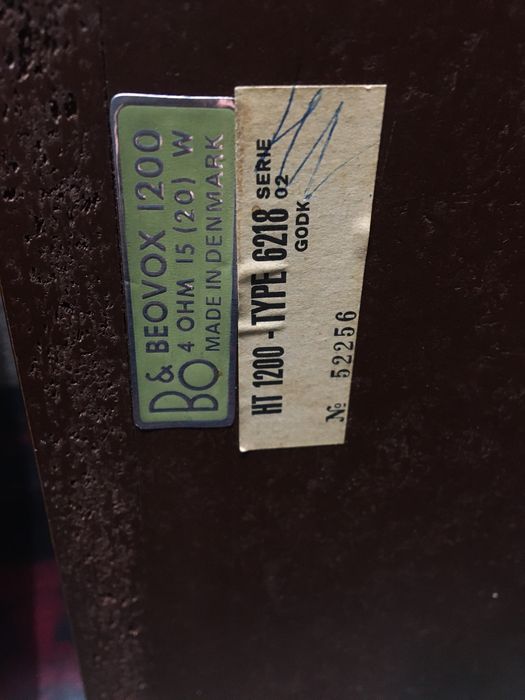 B&O BEOVOX 1200
4 OHM 15 (20) W
MADE IN DENMARK
HT 1200 - TYPE 6218 SERIE 02
GODK.
No 52256